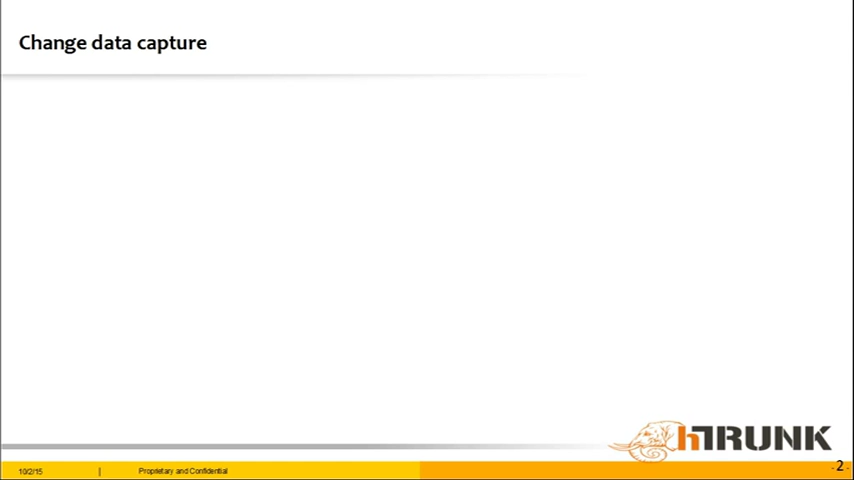 Change data capture
hTRUNK
10/2/15 | Proprietary and Confidential
- 2 -